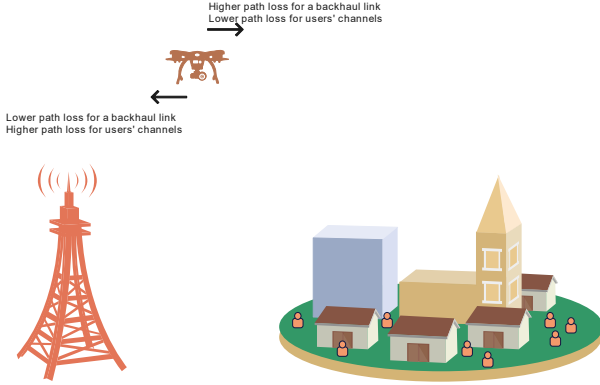 Higher path loss for a backhaul link
Lower path loss for users' channels
Lower path loss for a backhaul link
Higher path loss for users' channels